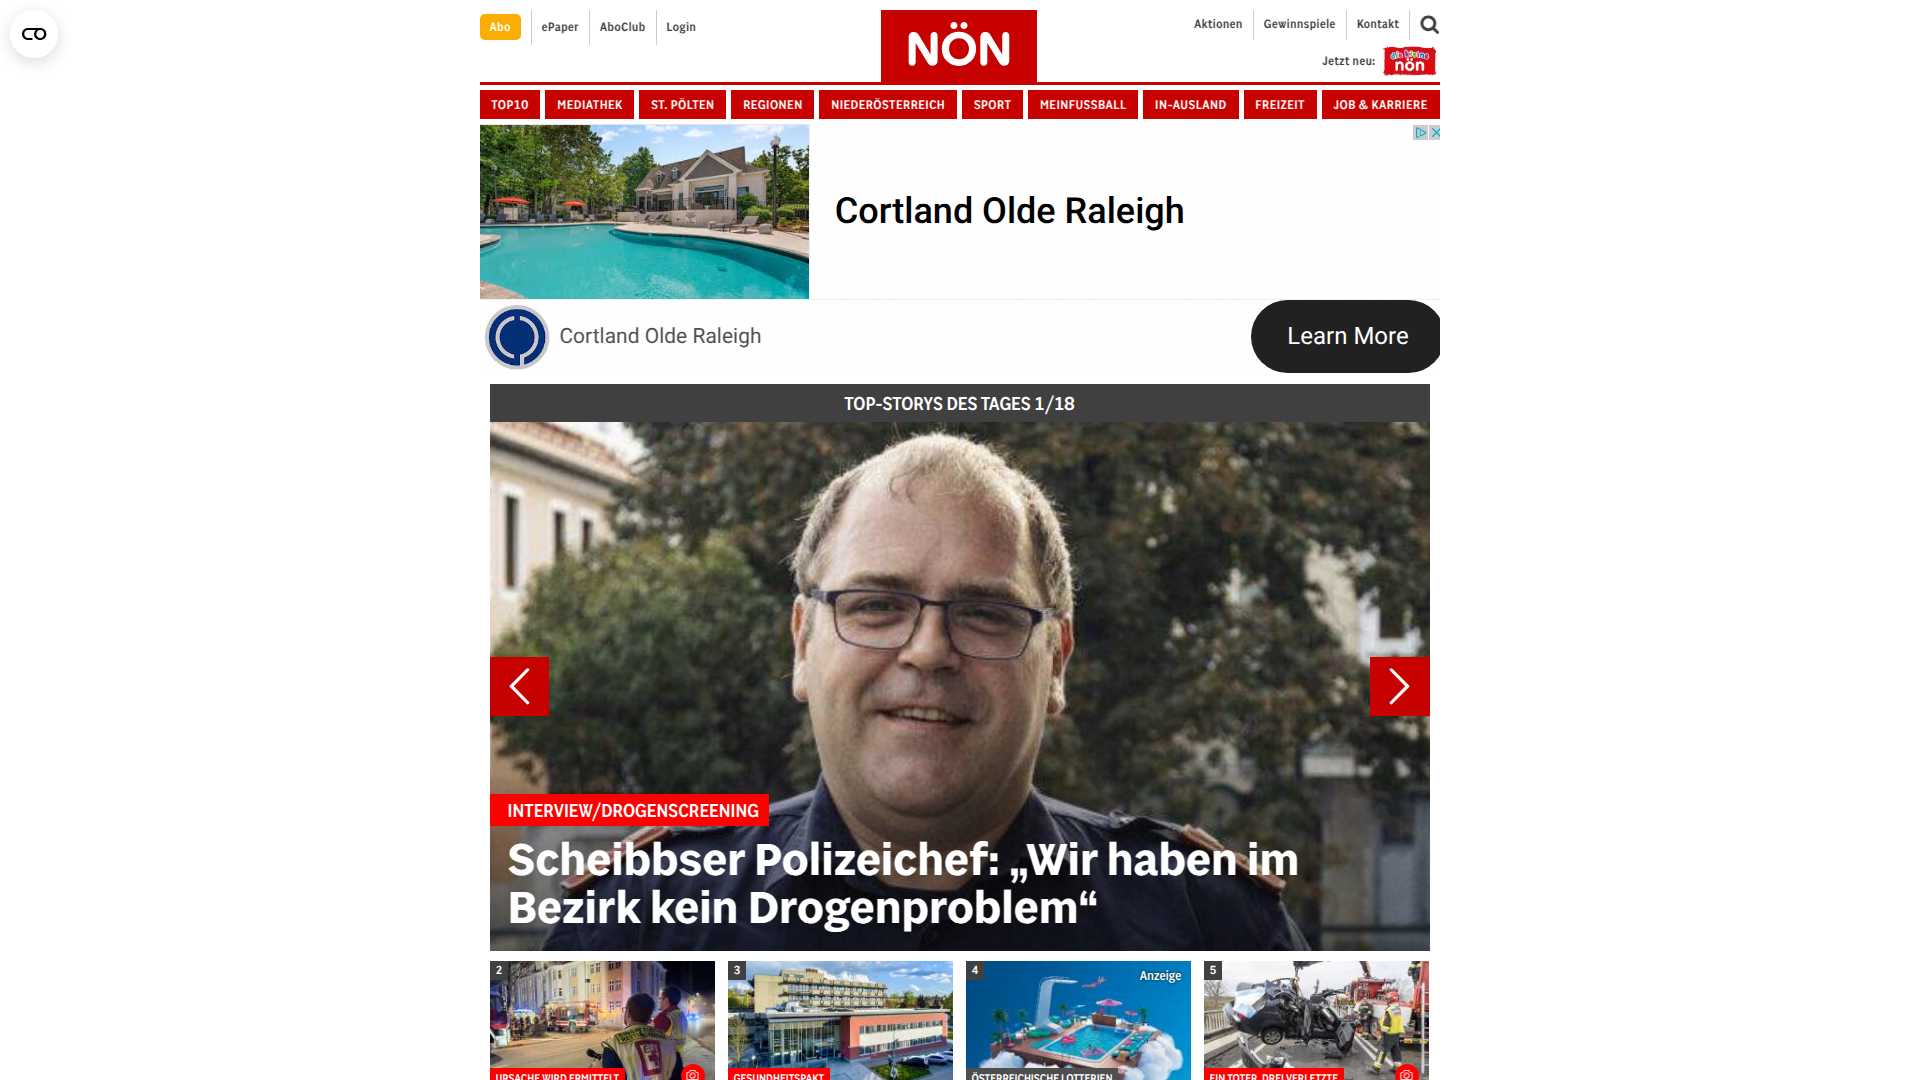 Abo
ePaper
AboClub
Login
NÖN
Aktionen
Gewinnspiele
Kontakt
Jetzt neu:
die kleine
nön
TOP10
MEDIATHEK
ST. PÖLTEN
REGIONEN
NIEDERÖSTERREICH
SPORT
MEINFUSSBALL
IN-AUSLAND
FREIZEIT
JOB & KARRIERE
Cortland Olde Raleigh
Cortland Olde Raleigh
Learn More
TOP-STORYS DES TAGES 1/18
INTERVIEW/DROGENSCREENING
Scheibbser Polizeichef: „Wir haben im
Bezirk kein Drogenproblem“
2
URSACHE WIRD ERMITTELT
3
GESUNDHEITSPAKT
4
Anzeige
ÖSTERREICHISCHE LOTTERIEN
5
EIN TOTER, DREI VERLETZTE